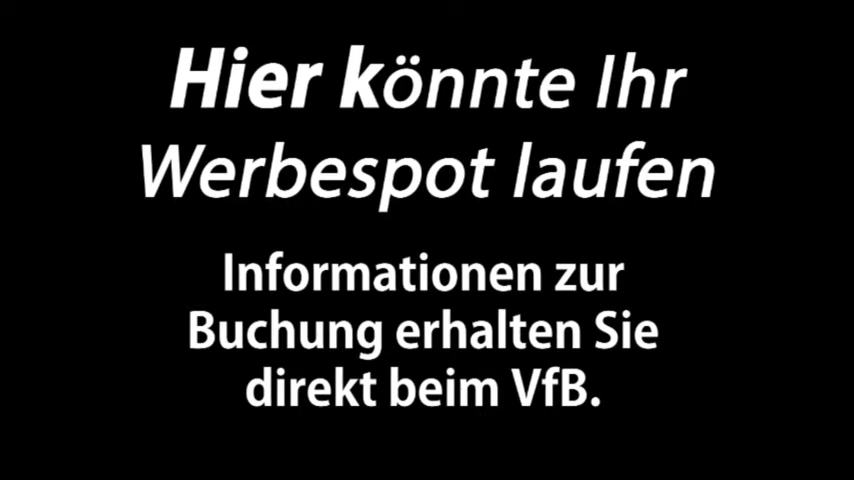 Hier könnte Ihr
Werbespot laufen
Informationen zur
Buchung erhalten Sie
direkt beim VfB.